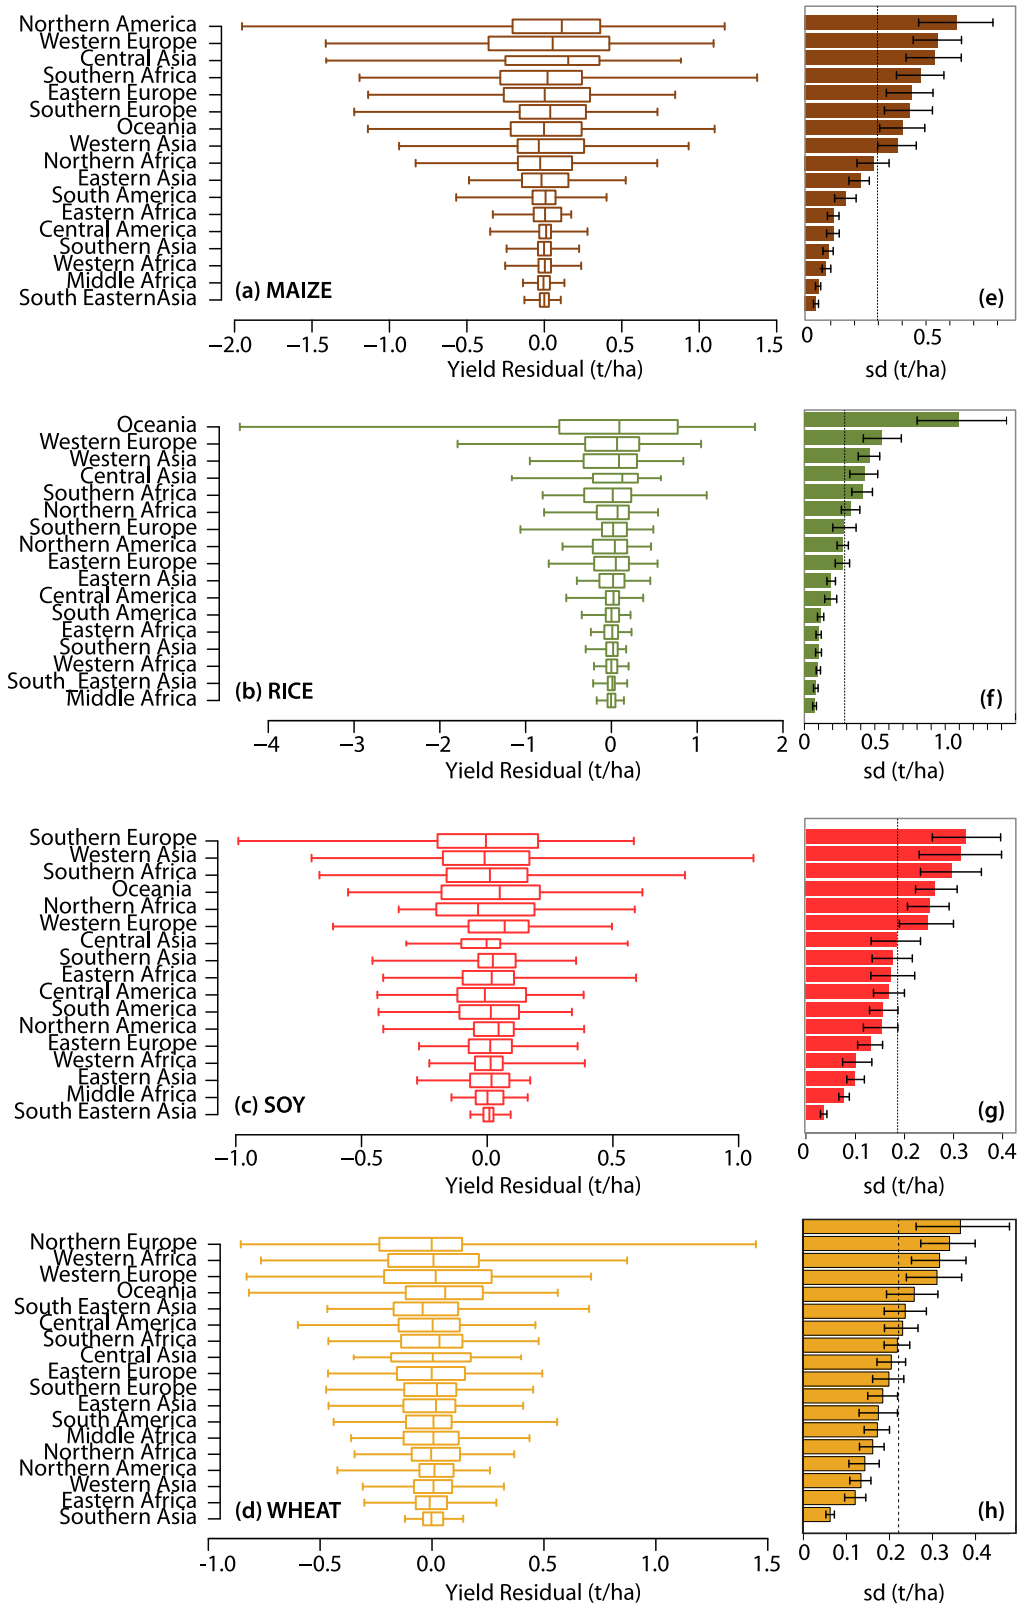 Northern America
Western Europe
Central Asia
Southern Africa
Eastern Europe
Southern Europe
Oceania
Western Asia
Northern Africa
Eastern Asia
South America
Eastern Africa
Central America
Southern Asia
Western Africa
Middle Africa
South EasternAsia
(a) MAIZE
−2.0 −1.0 −0.5 0.0 0.5 1.0 1.5
Yield Residual (t/ha)
(e)
0 0.5
sd (t/ha)
Oceania
Western Europe
Western Asia
Central Asia
Southern Africa
Northern Africa
Southern Europe
Northern America
Eastern Europe
Eastern Asia
Central America
South America
Eastern Africa
Southern Asia
Western Africa
South_Eastern Asia
Middle Africa
(b) RICE
−4 −3 −2 −1 0 1 2
Yield Residual (t/ha)
(f)
0 0.5 1.0
sd (t/ha)
Southern Europe
Western Asia
Southern Africa
Oceania
Northern Africa
Western Europe
Central Asia
Southern Asia
Eastern Africa
Central America
South America
Northern America
Eastern Europe
Western Africa
Eastern Asia
Middle Africa
South Eastern Asia
(c) SOY
−1.0 −0.5 0.0 0.5 1.0
Yield Residual (t/ha)
(g)
0 0.1 0.2 0.3 0.4
sd (t/ha)
Northern Europe
Western Africa
Western Europe
Oceania
South Eastern Asia
Central America
Southern Africa
Central Asia
Eastern Europe
Southern Europe
Eastern Asia
South America
Middle Africa
Northern Africa
Northern America
Western Asia
Eastern Africa
Southern Asia
(d) WHEAT
-1.0 −0.5 0.0 0.5 1.0 1.5
Yield Residual (t/ha)
(h)
0 0.1 0.2 0.3 0.4
sd (t/ha)